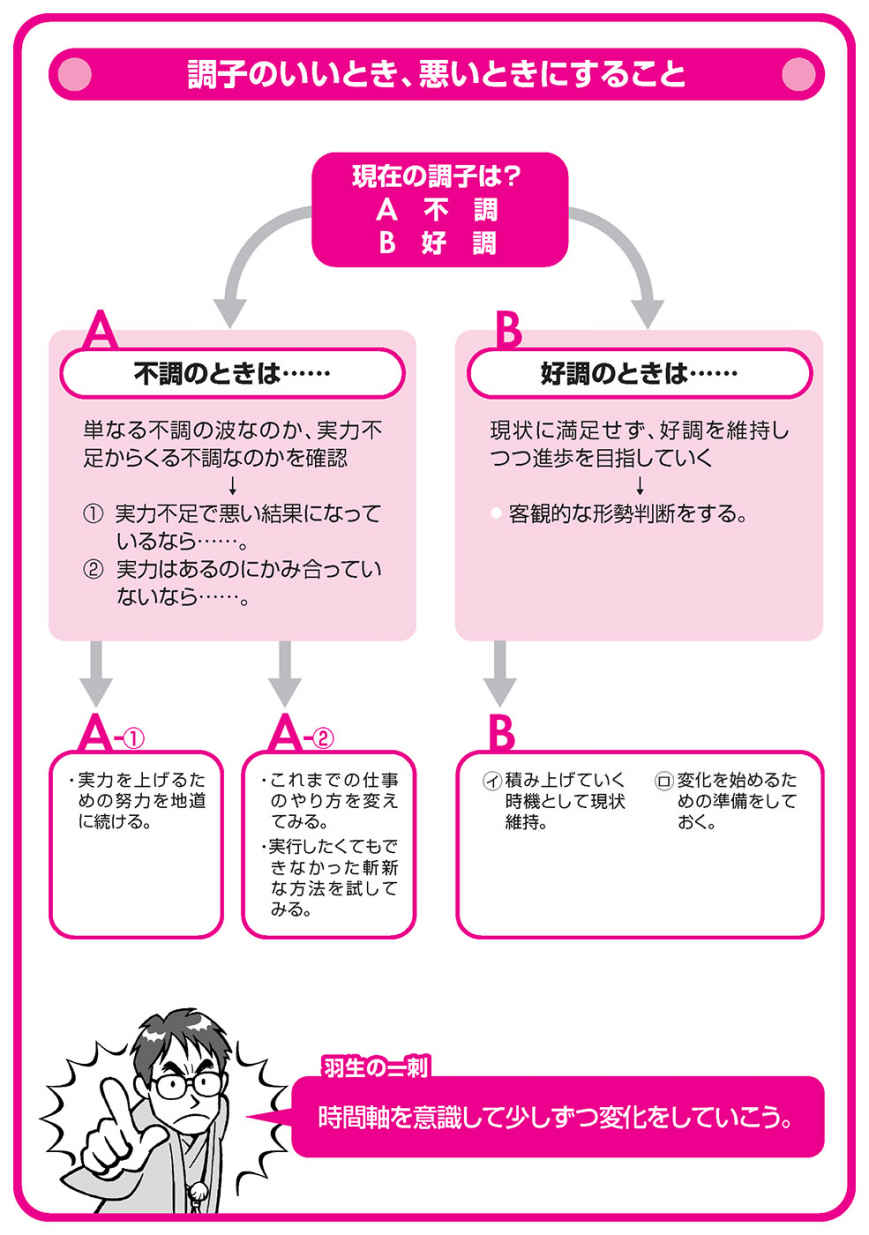 調子のいいとき、悪いときにすること
現在の調子は？
A 不 調
B 好 調
A
不調のときは……
単なる不調の波なのか、実力不
足からくる不調なのかを確認
↓
① 実力不足で悪い結果になって
いるなら……。
② 実力はあるのにかみ合ってい
ないなら……。
B
好調のときは……
現状に満足せず、好調を維持し
つつ進歩を目指していく
↓
● 客観的な形勢判断をする。
A-①
・実力を上げるた
めの努力を地道
に続ける。
A-②
・これまでの仕事
のやり方を変え
てみる。
・実行したくてもで
きなかった斬新
な方法を試して
みる。
B
㋑積み上げていく
時機として現状
維持。
㋺変化を始めるた
めの準備をして
おく。
羽生の一刺
時間軸を意識して少しずつ変化をしていこう。